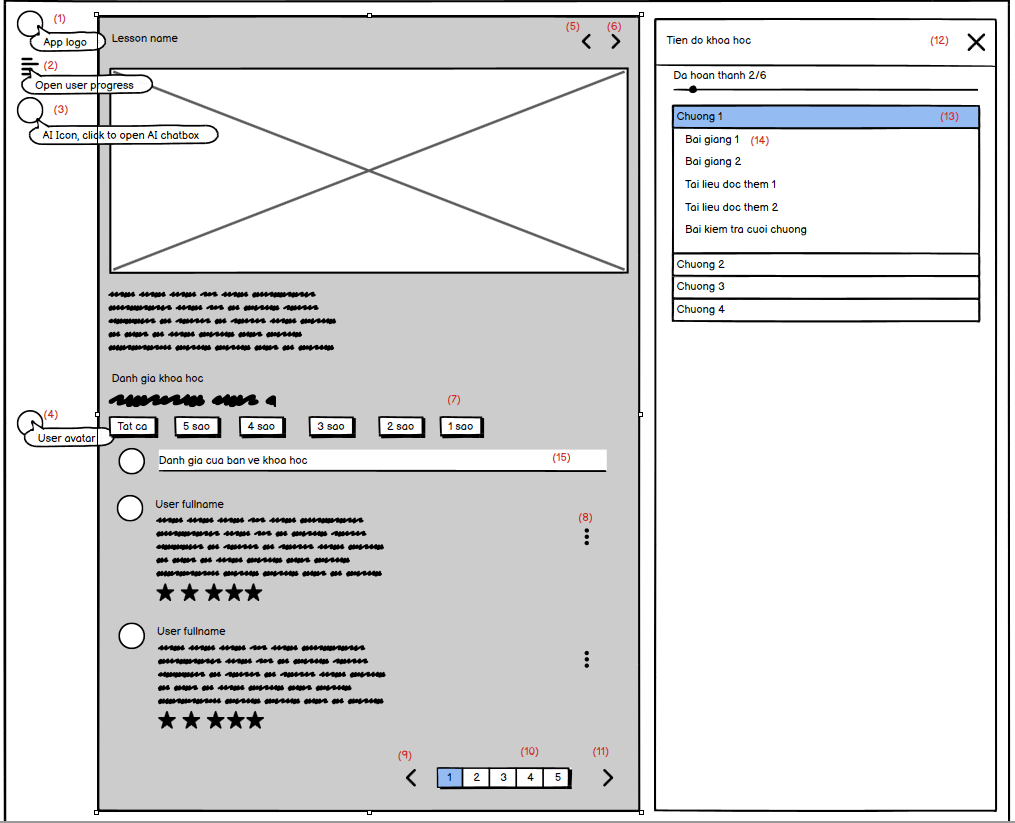 (1)
App logo
(2)
Open user progress
(3)
AI Icon, click to open AI chatbox
(4)
User avatar
Lesson name
(5)
(6)
Danh gia khoa hoc
(7)
Tat ca
5 sao
4 sao
3 sao
2 sao
1 sao
Danh gia cua ban ve khoa hoc
(15)
User fullname
(8)
User fullname
(9)
(10)
(11)
1 2 3 4 5
Tien do khoa hoc
(12)
Da hoan thanh 2/6
Chuong 1
(13)
Bai giang 1
(14)
Bai giang 2
Tai lieu doc them 1
Tai lieu doc them 2
Bai kiem tra cuoi chuong
Chuong 2
Chuong 3
Chuong 4